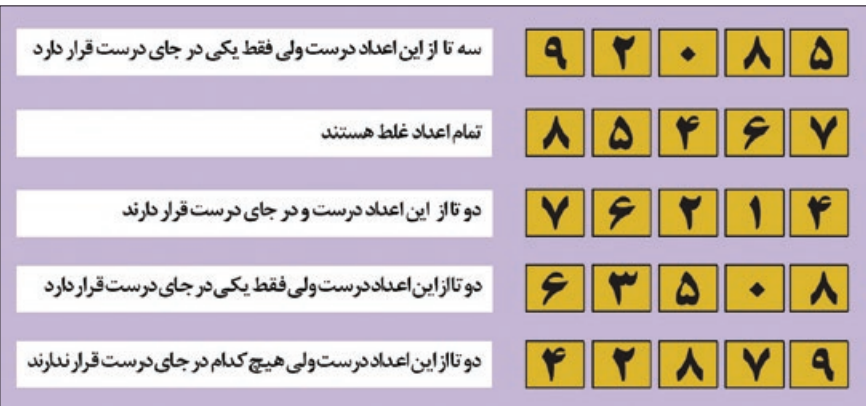 ۹ ۲ ۰ ۸ ۵ سه تا از این اعداد درست ولی فقط یکی در جای درست قرار دارد
۸ ۵ ۴ ۶ ۷ تمام اعداد غلط هستند
۷ ۶ ۲ ۱ ۴ دو تا از این اعداد درست و در جای درست قرار دارند
۶ ۳ ۵ ۰ ۸ دو تا از این اعداد درست ولی فقط یکی در جای درست قرار دارد
۴ ۲ ۸ ۷ ۹ دو تا از این اعداد درست ولی هیچ کدام در جای درست قرار ندارند